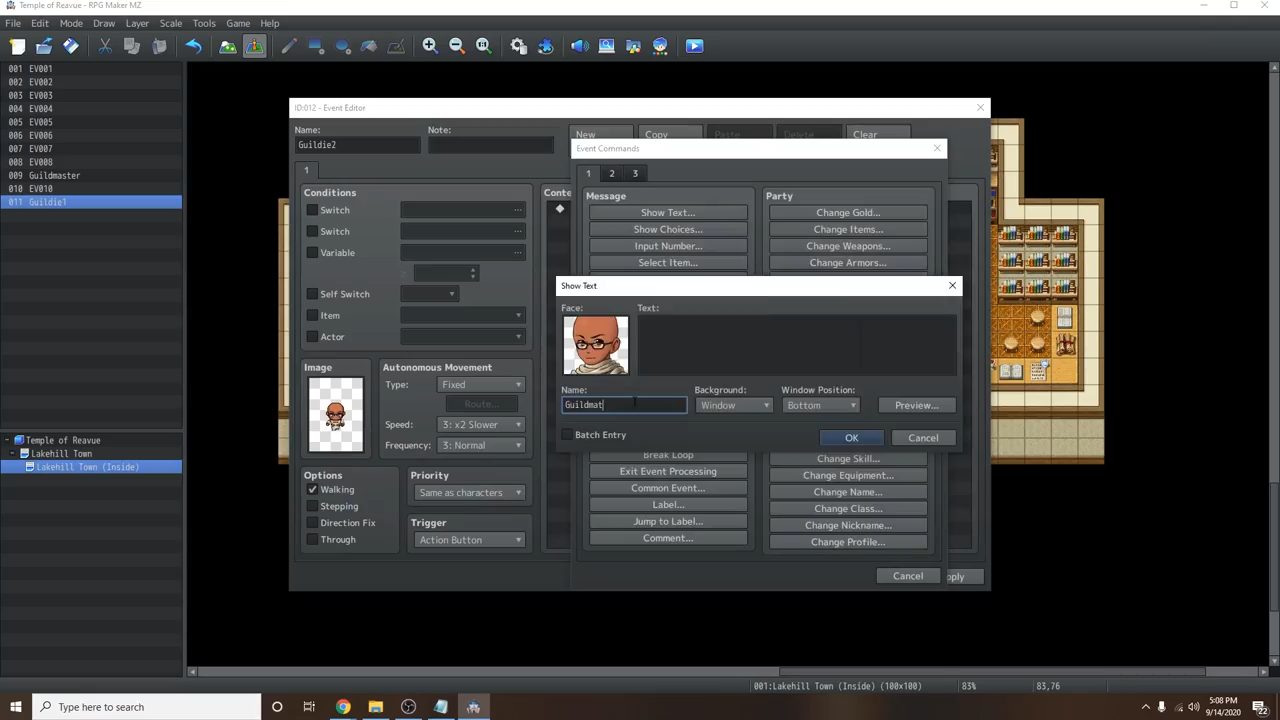 Temple of Reavue - RPG Maker MZ
File Edit Mode Draw Layer Scale Tools Game Help
001 EV001
002 EV002
003 EV003
004 EV004
005 EV005
006 EV006
007 EV007
008 EV008
009 Guildmaster
010 EV010
011 Guildie1
Temple of Reavue
Lakehill Town
Lakehill Town (Inside)
ID:012 - Event Editor
Name:
Note:
Guildie2
New
Copy
Paste
Delete
Clear
1
Conditions
Switch
Switch
Variable
Self Switch
Item
Actor
Image
Autonomous Movement
Type: Fixed
Route...
Speed: 3: x2 Slower
Frequency: 3: Normal
Options
Walking
Stepping
Direction Fix
Through
Priority
Same as characters
Trigger
Action Button
Conte
Event Commands
1 2 3
Message
Show Text...
Show Choices...
Input Number...
Select Item...
Party
Change Gold...
Change Items...
Change Weapons...
Change Armors...
Show Text
Face:
Text:
Name:
Guildmat
Background:
Window
Window Position:
Bottom
Preview...
Batch Entry
OK
Cancel
Break Loop
Exit Event Processing
Common Event...
Label...
Jump to Label...
Comment...
Change Skill...
Change Equipment...
Change Name...
Change Class...
Change Nickname...
Change Profile...
Cancel
pply
001:Lakehill Town (Inside) (100x100) 83% 83,76
Type here to search
5:08 PM
9/14/2020
22